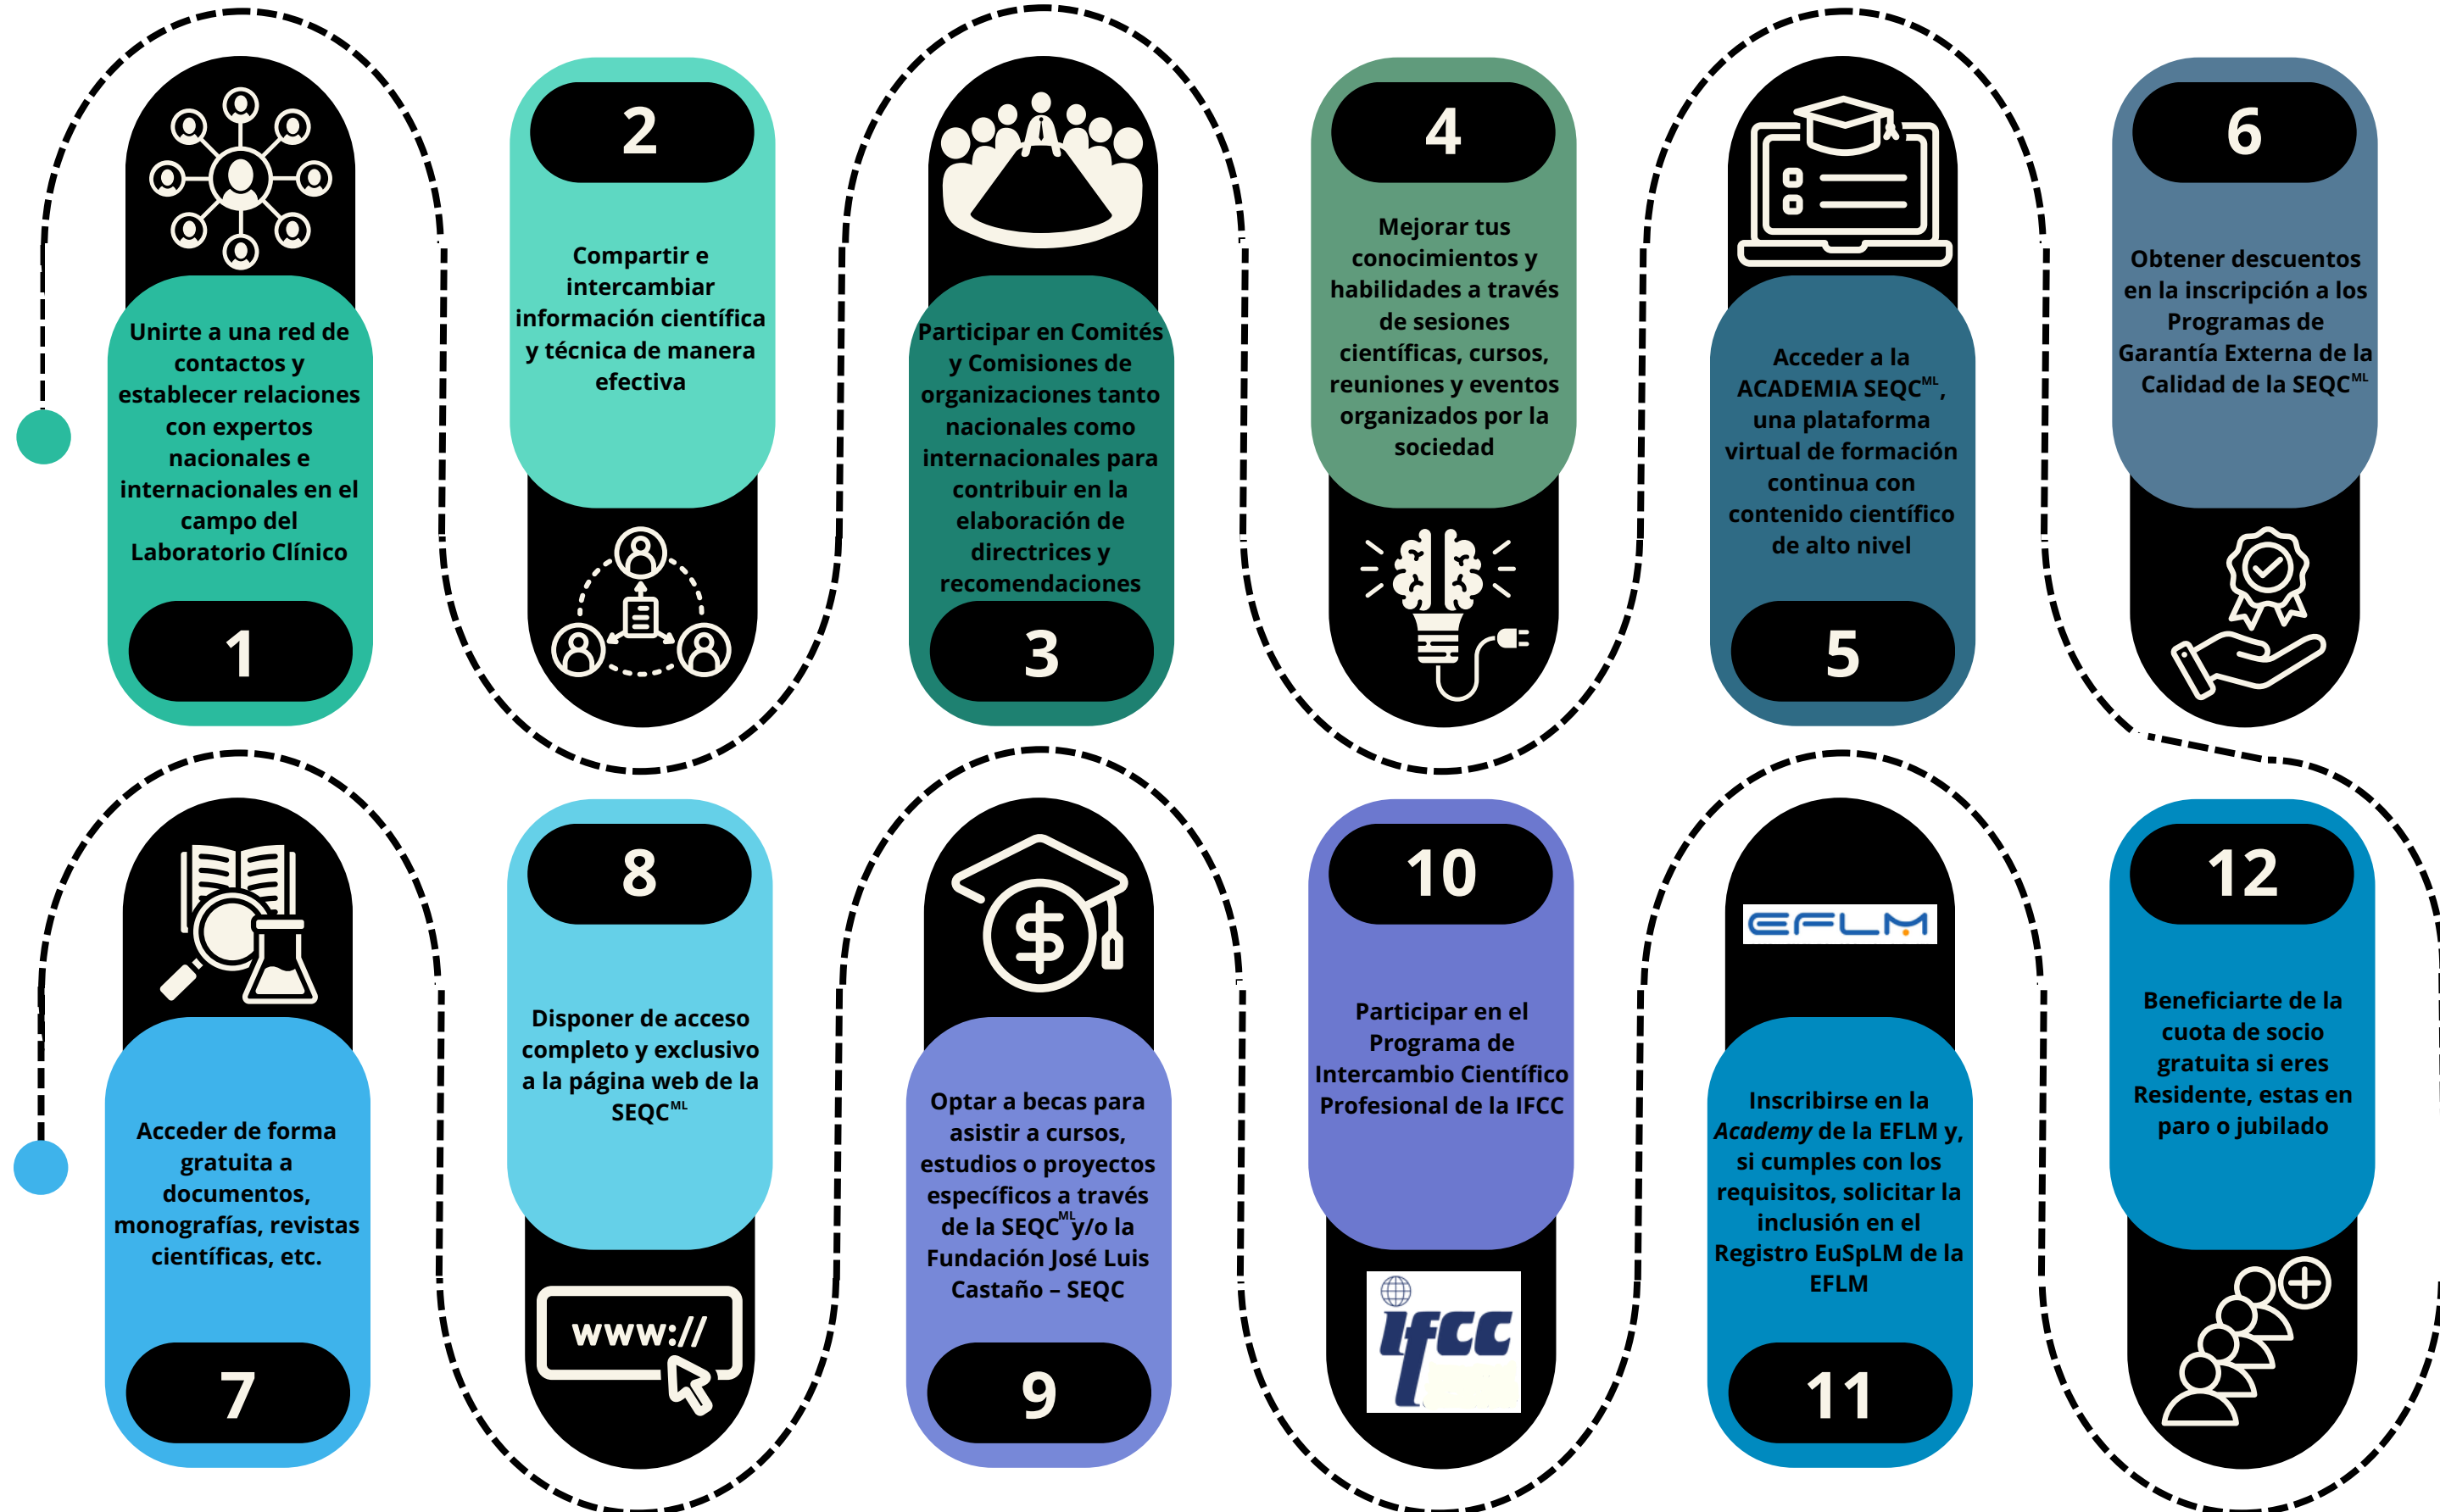 Unirte a una red de
contactos y
establecer relaciones
con expertos
nacionales e
internacionales en el
campo del
Laboratorio Clínico
1
2
Compartir e
intercambiar
información científica
y técnica de manera
efectiva
Participar en Comités
y Comisiones de
organizaciones tanto
nacionales como
internacionales para
contribuir en la
elaboración de
directrices y
recomendaciones
3
4
Mejorar tus
conocimientos y
habilidades a través
de sesiones
científicas, cursos,
reuniones y eventos
organizados por la
sociedad
Acceder a la
ACADEMIA SEQCᴹᴸ,
una plataforma
virtual de formación
continua con
contenido científico
de alto nivel
5
6
Obtener descuentos
en la inscripción a los
Programas de
Garantía Externa de la
Calidad de la SEQCᴹᴸ
Acceder de forma
gratuita a
documentos,
monografías, revistas
científicas, etc.
7
8
Disponer de acceso
completo y exclusivo
a la página web de la
SEQCᴹᴸ
www://
Optar a becas para
asistir a cursos,
estudios o proyectos
específicos a través
de la SEQCᴹᴸ y/o la
Fundación José Luis
Castaño – SEQC
9
10
Participar en el
Programa de
Intercambio Científico
Profesional de la IFCC
ifcc
EFLM
Inscribirse en la
Academy de la EFLM y,
si cumples con los
requisitos, solicitar la
inclusión en el
Registro EuSpLM de la
EFLM
11
12
Beneficiarte de la
cuota de socio
gratuita si eres
Residente, estas en
paro o jubilado